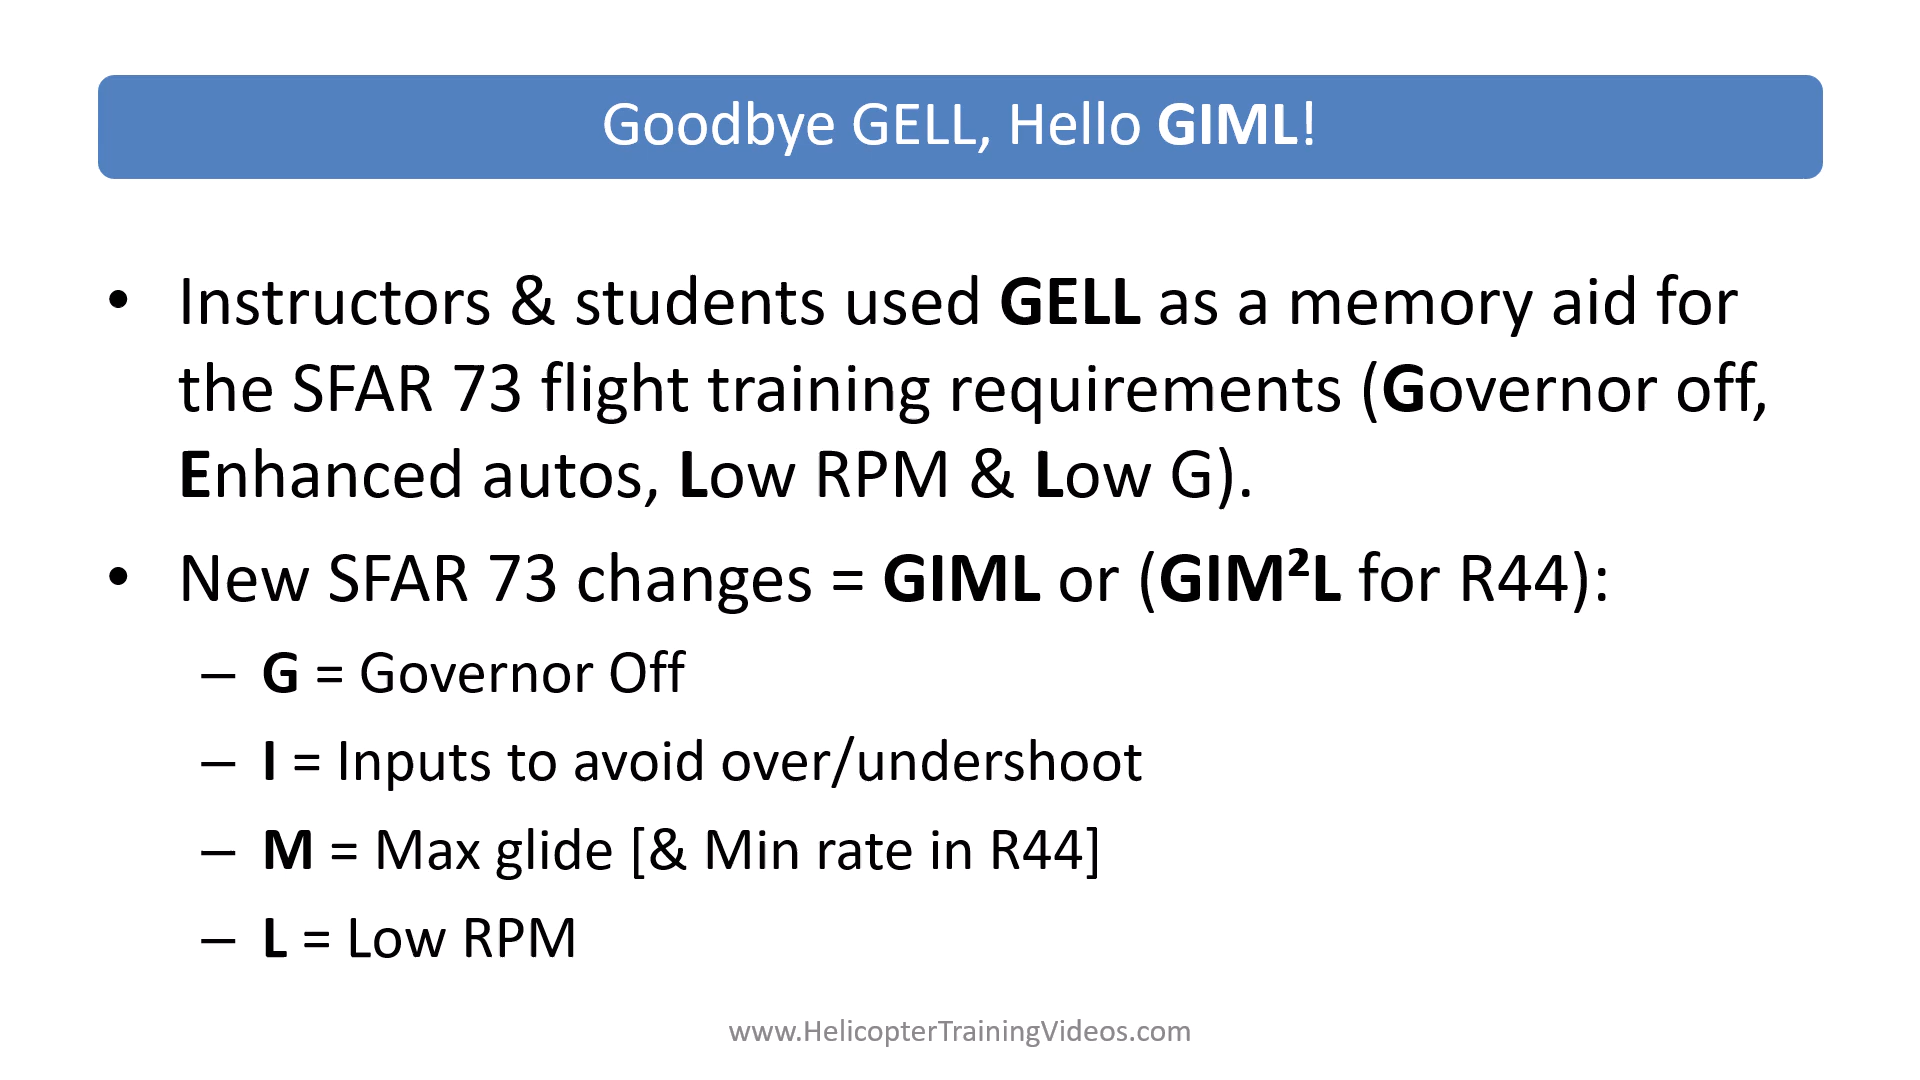 Goodbye GELL, Hello GIML!
• Instructors & students used GELL as a memory aid for
the SFAR 73 flight training requirements (Governor off,
Enhanced autos, Low RPM & Low G).
• New SFAR 73 changes = GIML or (GIM²L for R44):
– G = Governor Off
– I = Inputs to avoid over/undershoot
– M = Max glide [& Min rate in R44]
– L = Low RPM
www.HelicopterTrainingVideos.com